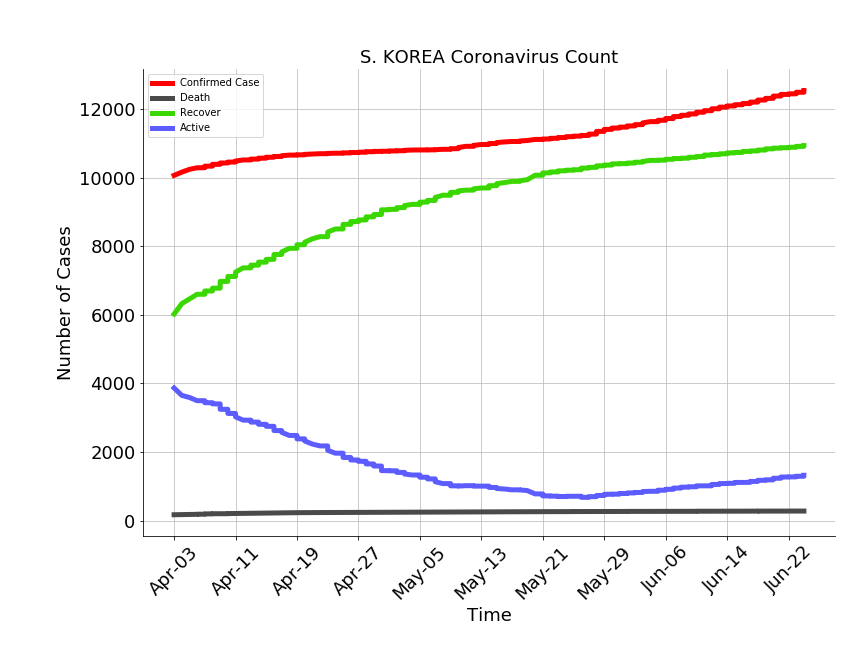 S. KOREA Coronavirus Count
Confirmed Case
Death
Recover
Active
12000
10000
8000
6000
4000
2000
0
Number of Cases
Apr-03
Apr-11
Apr-19
Apr-27
May-05
May-13
May-21
May-29
Jun-06
Jun-14
Jun-22
Time